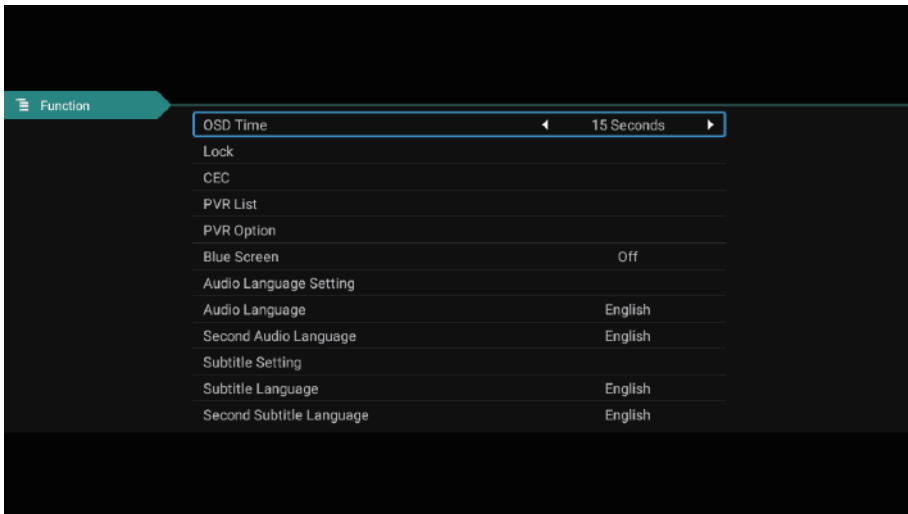 Function
OSD Time 15 Seconds
Lock
CEC
PVR List
PVR Option
Blue Screen Off
Audio Language Setting
Audio Language English
Second Audio Language English
Subtitle Setting
Subtitle Language English
Second Subtitle Language English